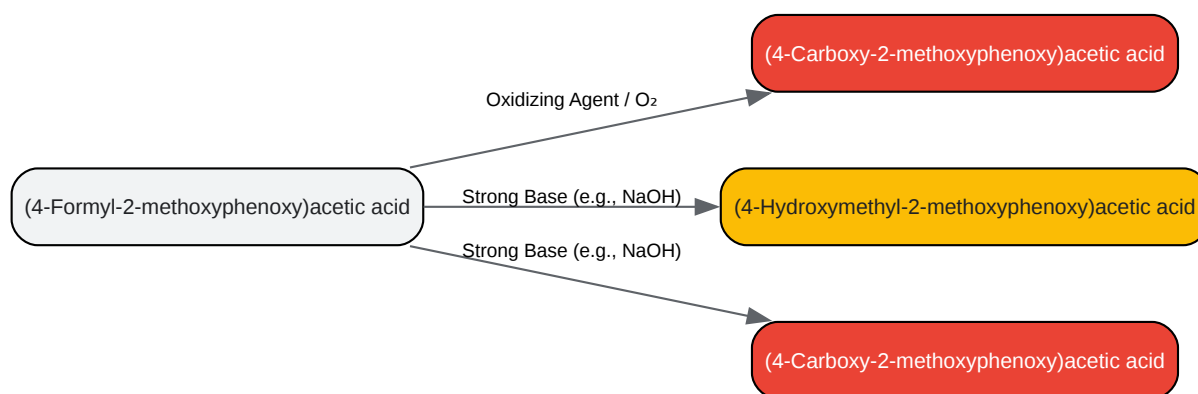 (4-Carboxy-2-methoxyphenoxy)acetic acid
Oxidizing Agent / O₂
(4-Formyl-2-methoxyphenoxy)acetic acid
Strong Base (e.g., NaOH)
(4-Hydroxymethyl-2-methoxyphenoxy)acetic acid
Strong Base (e.g., NaOH)
(4-Carboxy-2-methoxyphenoxy)acetic acid